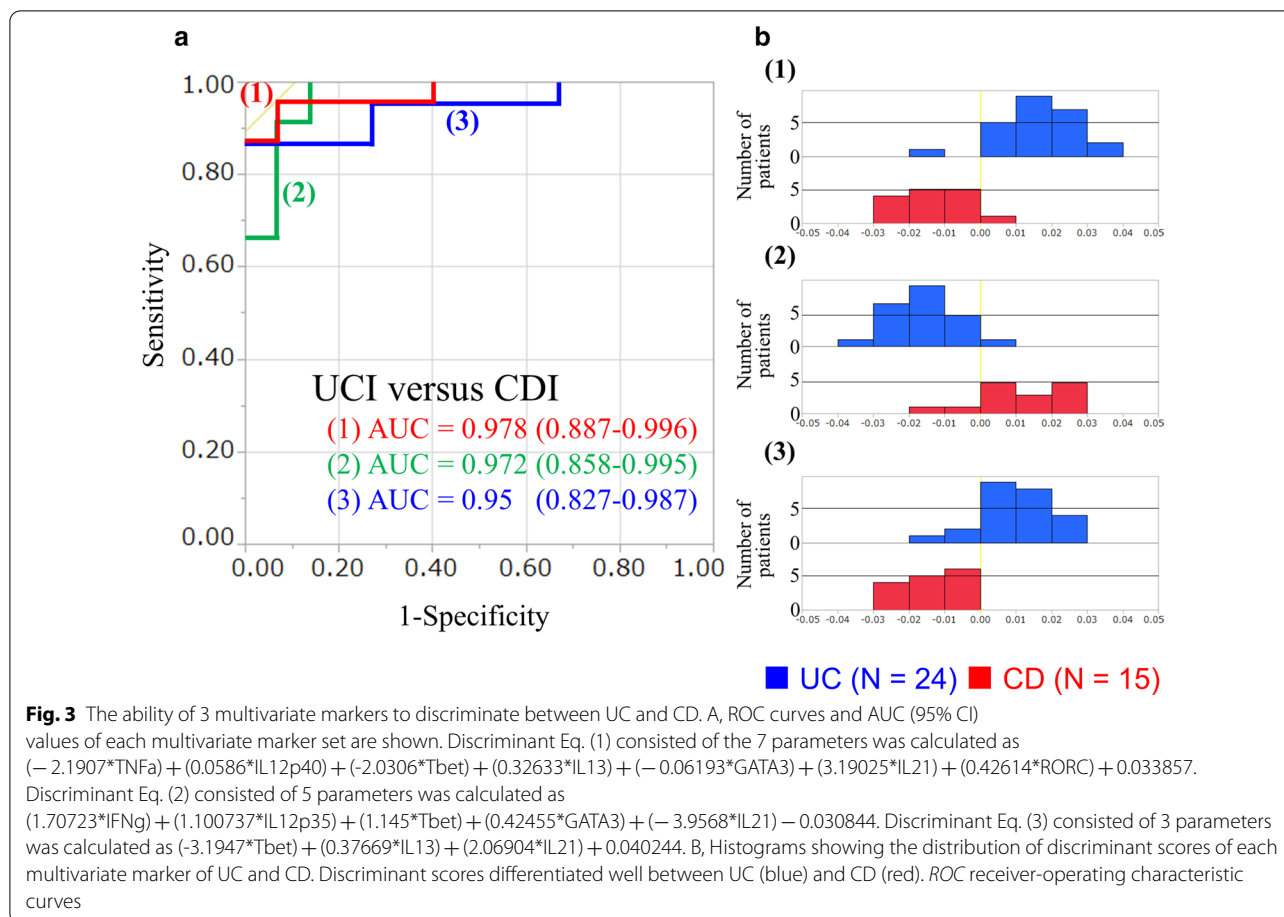 a
1.00
0.80
0.60
0.40
0.20
0.00
Sensitivity
(1)
(2)
(3)
UCI versus CDI
(1) AUC = 0.978 (0.887-0.996)
(2) AUC = 0.972 (0.858-0.995)
(3) AUC = 0.95 (0.827-0.987)
0.00 0.20 0.40 0.60 0.80 1.00
1-Specificity
b
(1)
Number of
patients
5
0
5
0
-0.05 -0.04 -0.03 -0.02 -0.01 0.00 0.01 0.02 0.03 0.04 0.05
(2)
Number of
patients
5
0
5
0
-0.05 -0.04 -0.03 -0.02 -0.01 0.00 0.01 0.02 0.03 0.04 0.05
(3)
Number of
patients
5
0
5
0
-0.05 -0.04 -0.03 -0.02 -0.01 0.00 0.01 0.02 0.03 0.04 0.05
UC (N = 24) CD (N = 15)
Fig. 3 The ability of 3 multivariate markers to discriminate between UC and CD. A, ROC curves and AUC (95% CI)
values of each multivariate marker set are shown. Discriminant Eq. (1) consisted of the 7 parameters was calculated as
(− 2.1907*TNFa) + (0.0586*IL12p40) + (-2.0306*Tbet) + (0.32633*IL13) + (− 0.06193*GATA3) + (3.19025*IL21) + (0.42614*RORC) + 0.033857.
Discriminant Eq. (2) consisted of 5 parameters was calculated as
(1.70723*IFNg) + (1.100737*IL12p35) + (1.145*Tbet) + (0.42455*GATA3) + (− 3.9568*IL21) − 0.030844. Discriminant Eq. (3) consisted of 3 parameters
was calculated as (-3.1947*Tbet) + (0.37669*IL13) + (2.06904*IL21) + 0.040244. B, Histograms showing the distribution of discriminant scores of each
multivariate marker of UC and CD. Discriminant scores differentiated well between UC (blue) and CD (red). ROC receiver-operating characteristic
curves